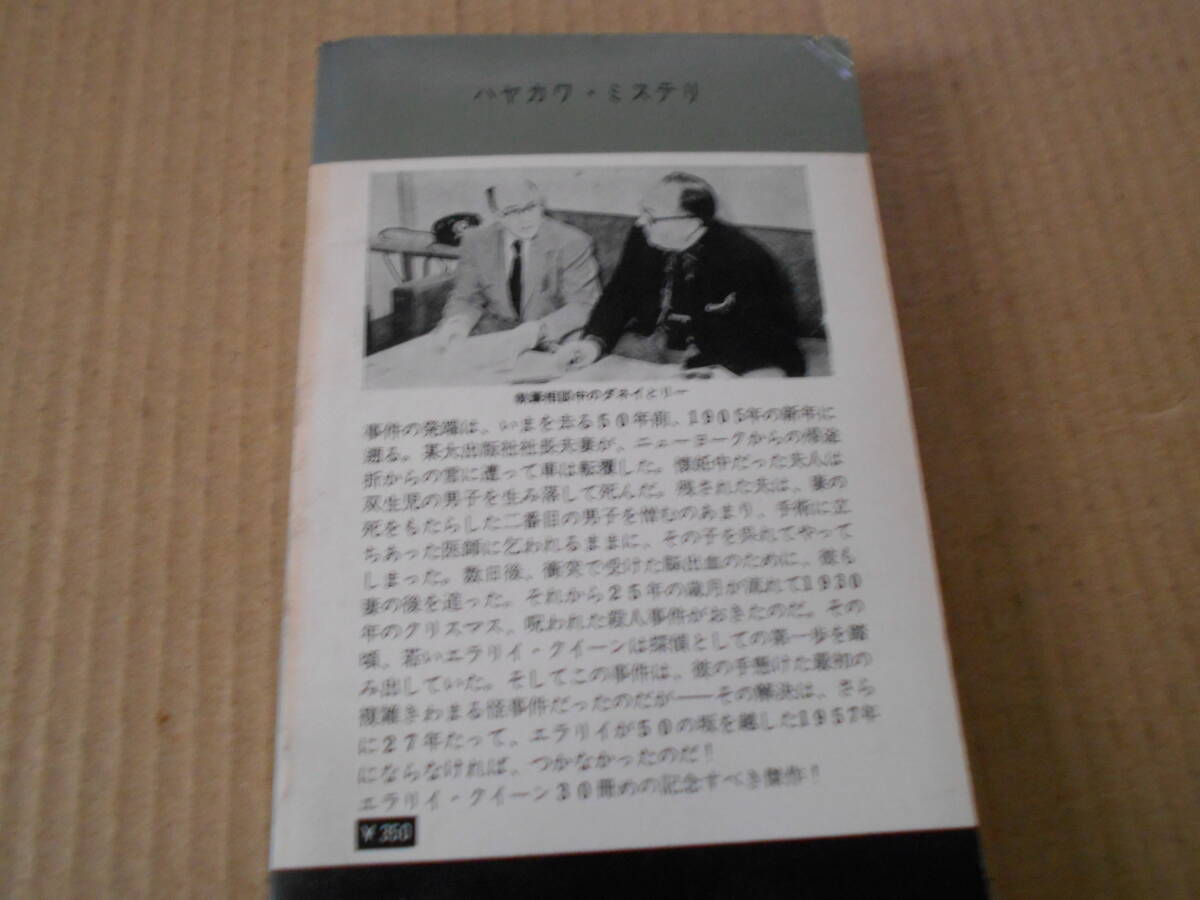 ハヤカワ・ミステリ
執筆相談中のダネイとリー
事件の発端は、いまを去る50年前、1905年の新年に
遡る。某大出版社社長夫妻が、ニューヨークからの帰途
折からの雪に遭って車は転覆した。懐妊中だった夫人は
双生児の男子を生み落して死んだ。残された夫は、妻の
死をもたらした二番目の男子を憎むのあまり、手術に立
ちあった医師に乞われるままに、その子を呉れてやって
しまった。数日後、衝突で受けた脳出血のために、彼も
妻の後を追った。それから25年の歳月が流れて1930
年のクリスマス、呪われた殺人事件がおきたのだ。その
頃、若いエラリイ・クイーンは探偵としての第一歩を踏
み出していた。そしてこの事件は、彼の手懸けた最初の
複雑きわまる怪事件だったのだが――その解決は、さら
に27年たって、エラリイが50の坂を越した1957年
にならなければ、つかなかったのだ！
エラリイ・クイーン30冊めの記念すべき傑作！
¥350